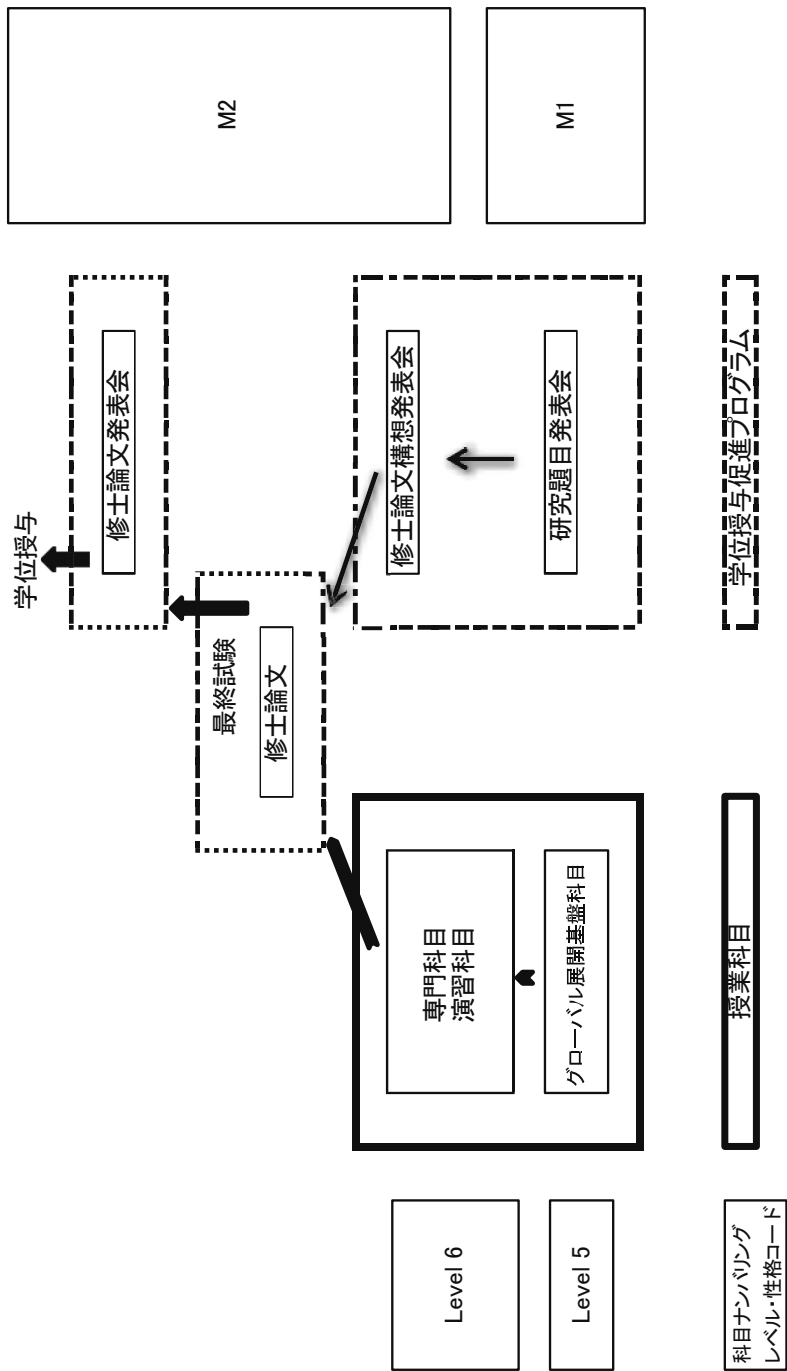 学位授与
修士論文発表会
M2
最終試験
修士論文
Level 6
専門科目
演習科目
修士論文構想発表会
Level 5
グローバル展開基盤科目
研究題目発表会
M1
科目ナンバリング
レベル・性格コード
授業科目
学位授与促進プログラム